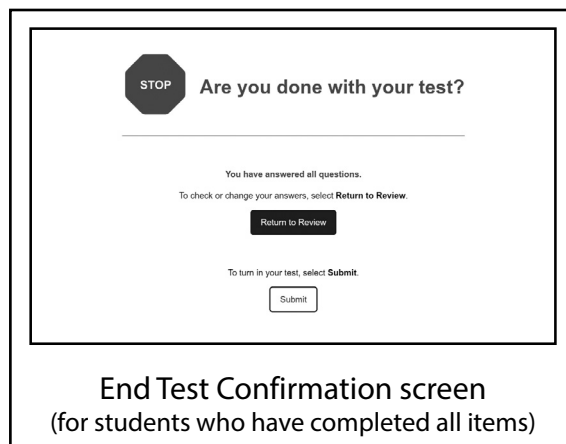 STOP
Are you done with your test?
You have answered all questions.
To check or change your answers, select Return to Review.
Return to Review
To turn in your test, select Submit.
Submit
End Test Confirmation screen
(for students who have completed all items)